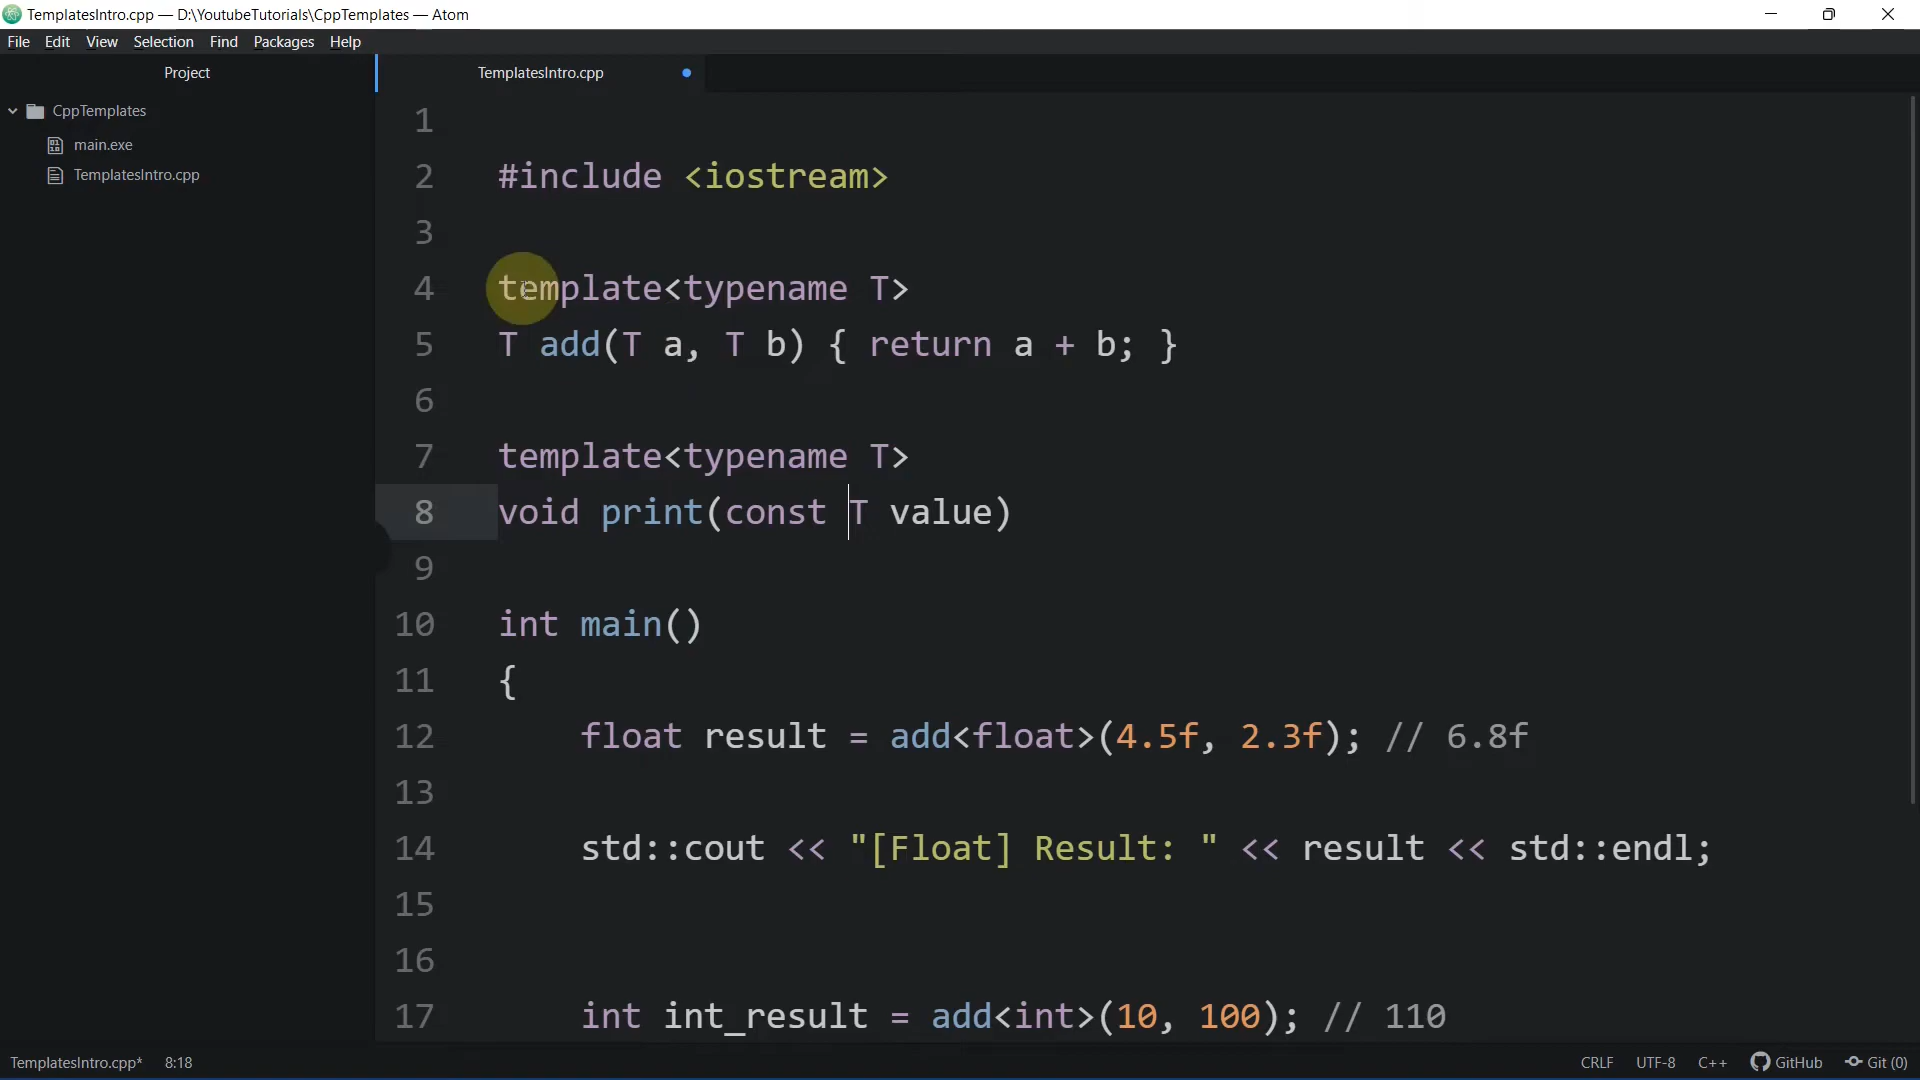 TemplatesIntro.cpp — D:\YoutubeTutorials\CppTemplates — Atom
File Edit View Selection Find Packages Help
Project
TemplatesIntro.cpp
CppTemplates
main.exe
TemplatesIntro.cpp
1
2 #include <iostream>
3
4 template<typename T>
5 T add(T a, T b) { return a + b; }
6
7 template<typename T>
8 void print(const T value)
9
10 int main()
11 {
12 float result = add<float>(4.5f, 2.3f); // 6.8f
13
14 std::cout << "[Float] Result: " << result << std::endl;
15
16
17 int int_result = add<int>(10, 100); // 110
TemplatesIntro.cpp* 8:18 CRLF UTF-8 C++ GitHub Git (0)